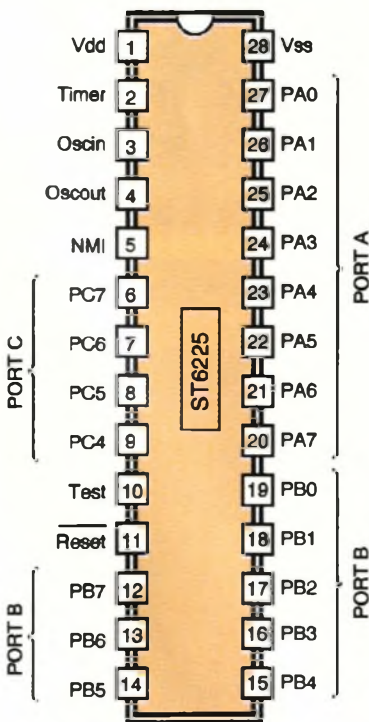 Vdd 1 28 Vss
Timer 2 27 PA0
Oscin 3 26 PA1
Oscout 4 25 PA2
NMI 5 24 PA3
PC7 6 23 PA4
PC6 7 22 PA5
PC5 8 21 PA6
PC4 9 20 PA7
Test 10 19 PB0
Reset 11 18 PB1
PB7 12 17 PB2
PB6 13 16 PB3
PB5 14 15 PB4
PORT C
PORT B
ST6225
PORT A
PORT B